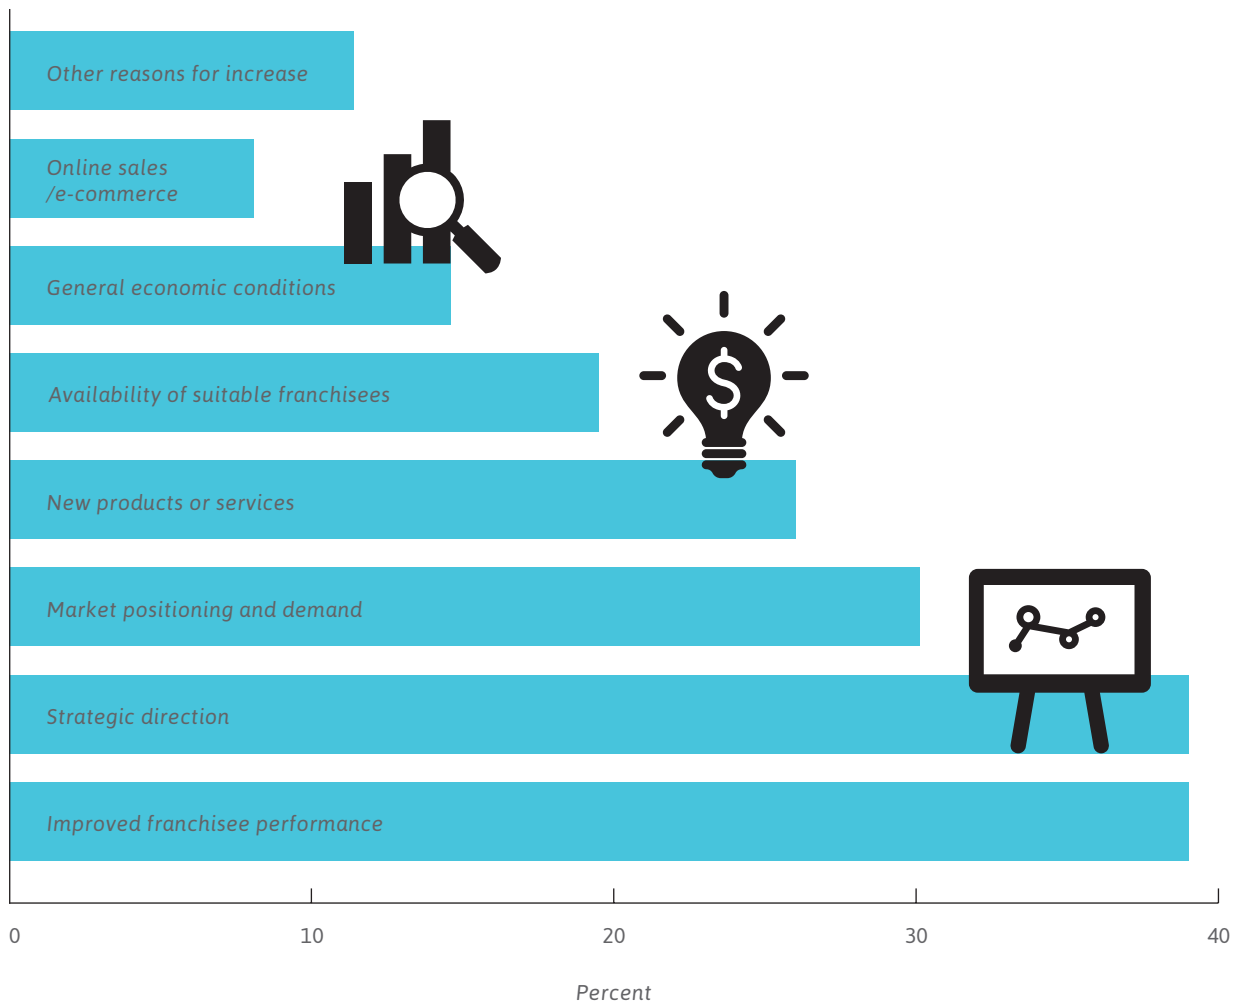 Other reasons for increase
Online sales
/e-commerce
General economic conditions
$
Availability of suitable franchisees
New products or services
Market positioning and demand
Strategic direction
Improved franchisee performance
0 10 20 30 40
Percent